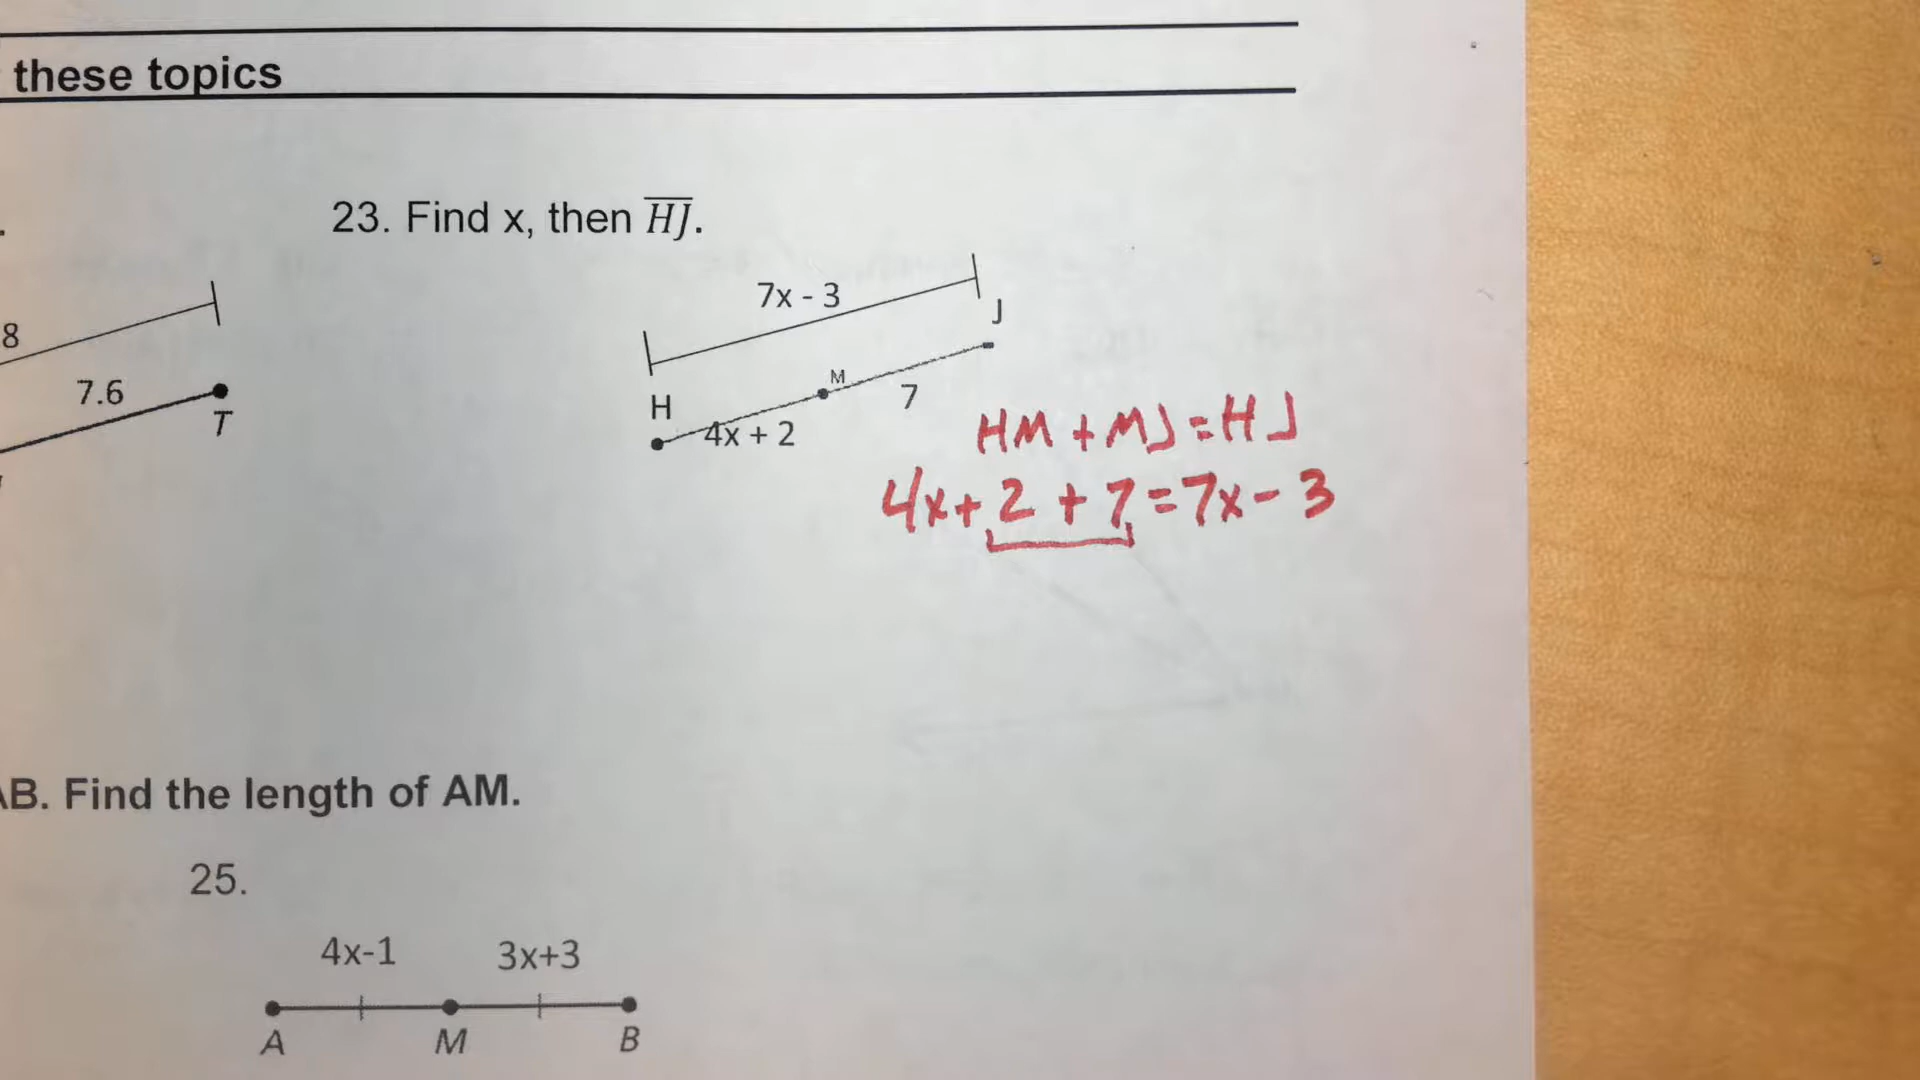 these topics
23. Find x, then HJ.
7x - 3
J
8
M
7.6
7
H
T
4x + 2
HM + MJ = HJ
4x + 2 + 7 = 7x - 3
AB. Find the length of AM.
25.
4x-1
3x+3
A
M
B